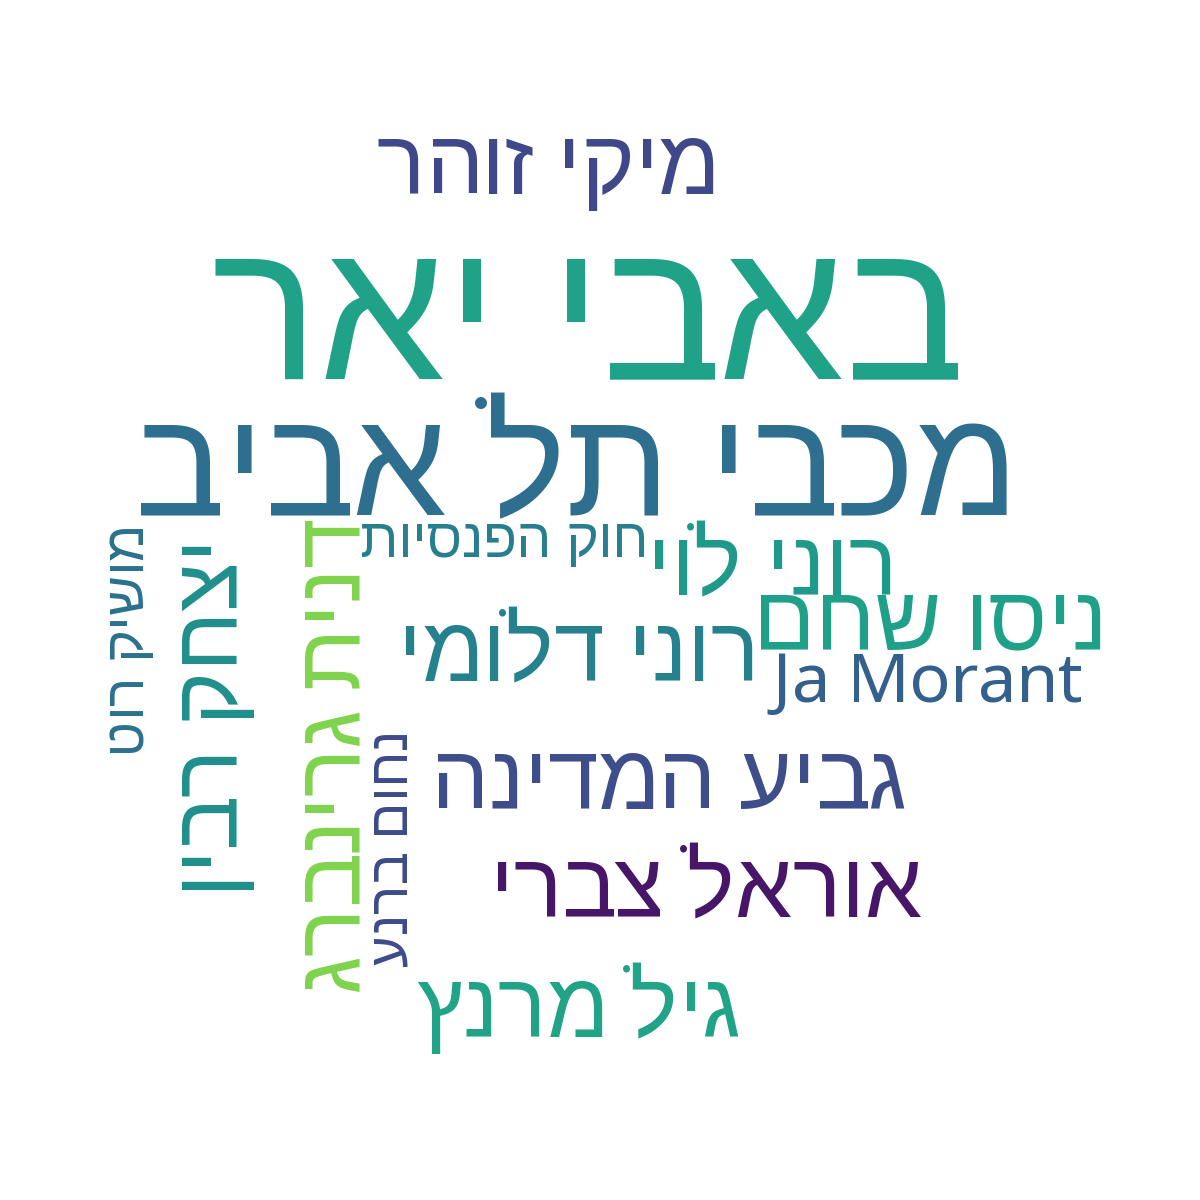 מיקי זוהר
באבי יאר
מכבי תל אביב
חוק הפנסיות
רוני לוי
ניסו שחם
רוני דלומי
Ja Morant
מושיק רוט
יצחק רבין
דנית גרינברג
נחום ברנע
גביע המדינה
אוראל צברי
גיל מרנץ